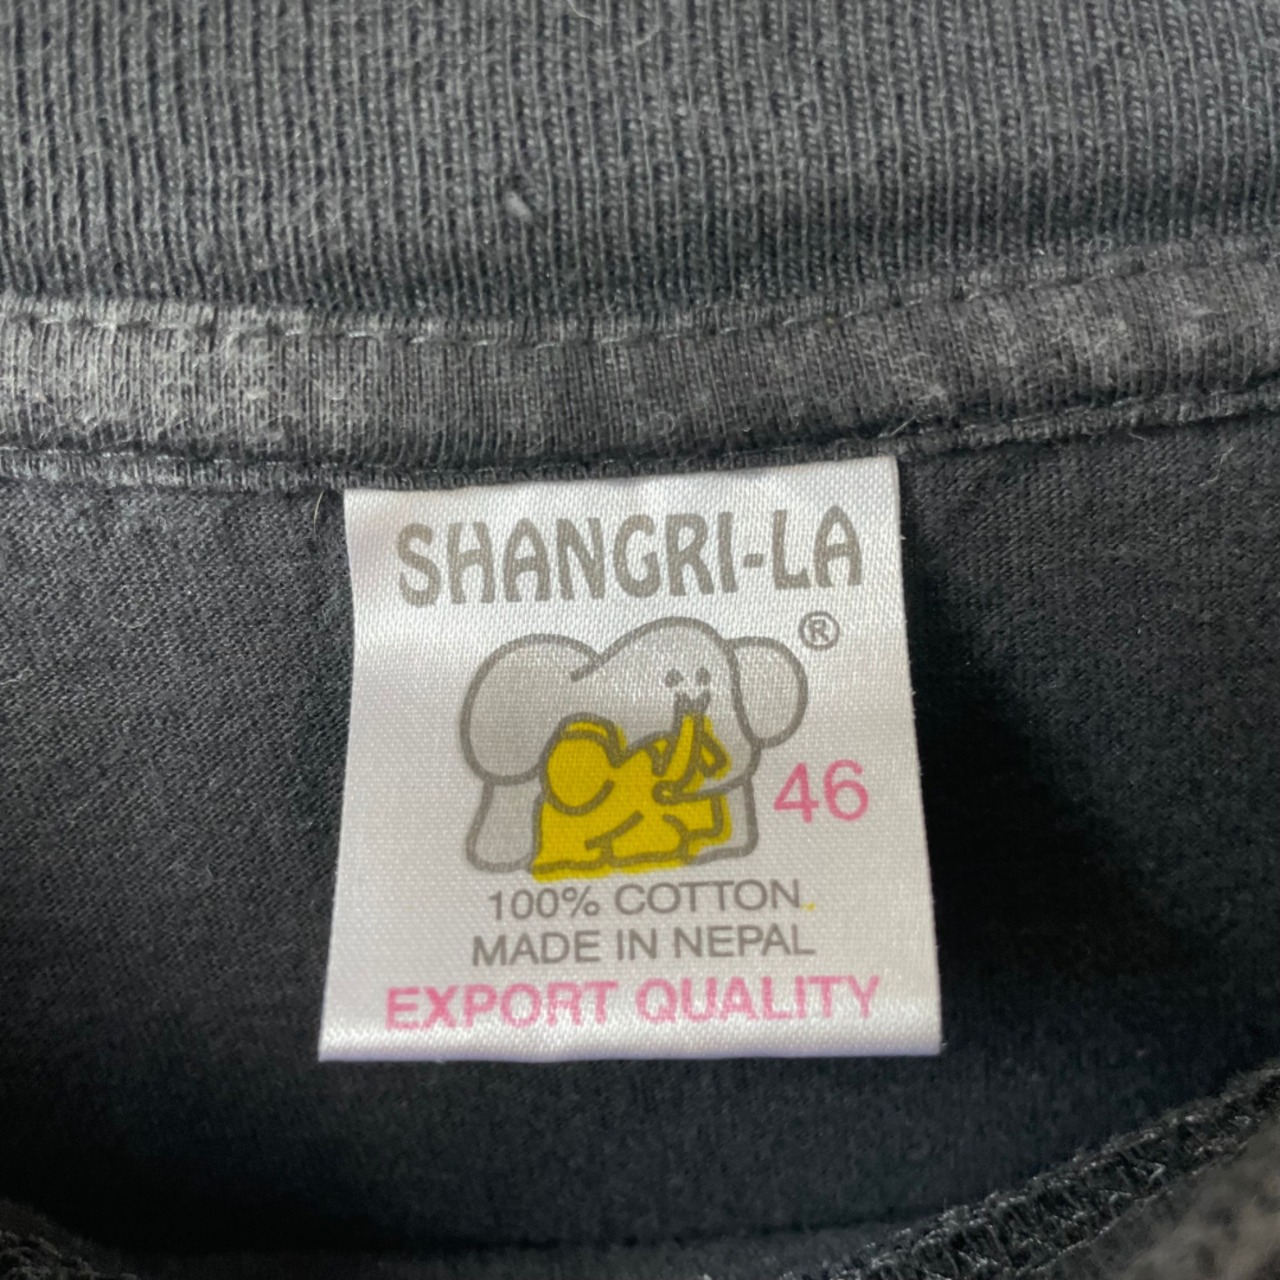 SHANGRI-LA
®
46
100% COTTON.
MADE IN NEPAL
EXPORT QUALITY